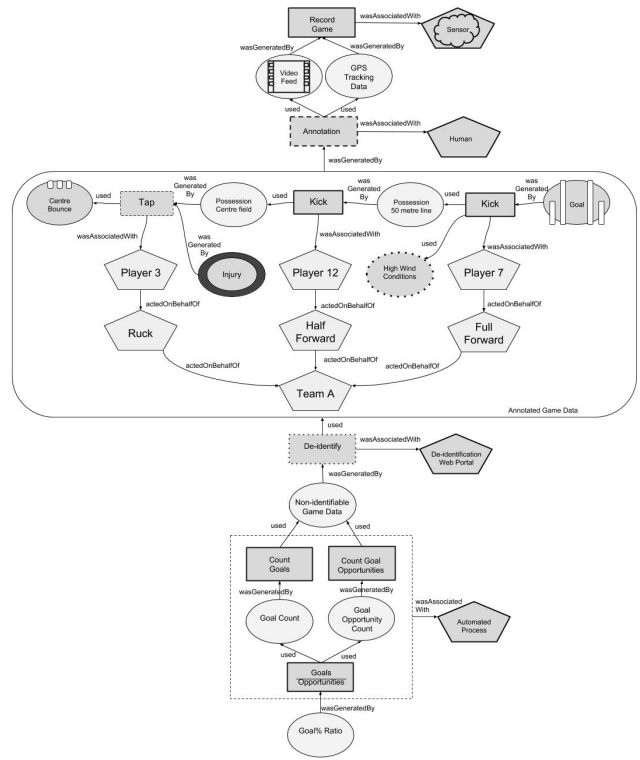 Record
Game
wasAssociatedWith
Sensor
wasGeneratedBy
wasGeneratedBy
Video
Feed
GPS
Tracking
Data
used
used
Annotation
wasAssociatedWith
Human
wasGeneratedBy
Centre
Bounce
used
Tap
was
Generated
By
Possession
Centre field
used
Kick
was
Generated
By
Possession
50 metre line
used
Kick
was
Generated
By
Goal
wasAssociatedWith
was
Generated
By
Injury
wasAssociatedWith
used
High Wind
Conditions
wasAssociatedWith
Player 3
Player 12
Player 7
actedOnBehalfOf
actedOnBehalfOf
actedOnBehalfOf
Ruck
Half
Forward
Full
Forward
actedOnBehalfOf
actedOnBehalfOf
actedOnBehalfOf
Team A
Annotated Game Data
used
De-identify
wasAssociatedWith
De-identification
Web Portal
wasGeneratedBy
Non-identifiable
Game Data
used
used
Count
Goals
Count Goal
Opportunities
wasGeneratedBy
wasGeneratedBy
Goal Count
Goal
Opportunity
Count
wasAssociated
With
Automated
Process
used
used
Goals
Opportunities
wasGeneratedBy
Goal% Ratio